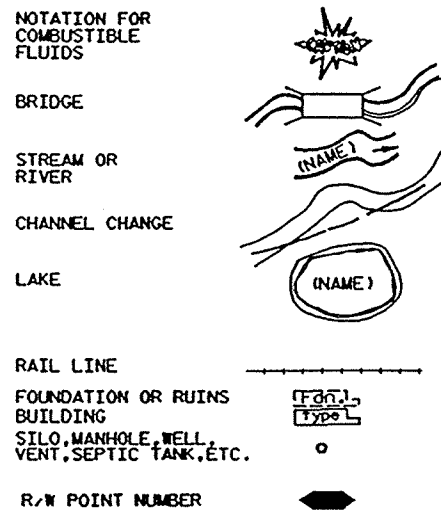 NOTATION FOR
COMBUSTIBLE
FLUIDS
BRIDGE
STREAM OR
RIVER
(NAME)
CHANNEL CHANGE
LAKE
(NAME)
RAIL LINE
FOUNDATION OR RUINS
Fdn.
BUILDING
Type
SILO,MANHOLE,WELL,
VENT,SEPTIC TANK,ETC.
R/W POINT NUMBER